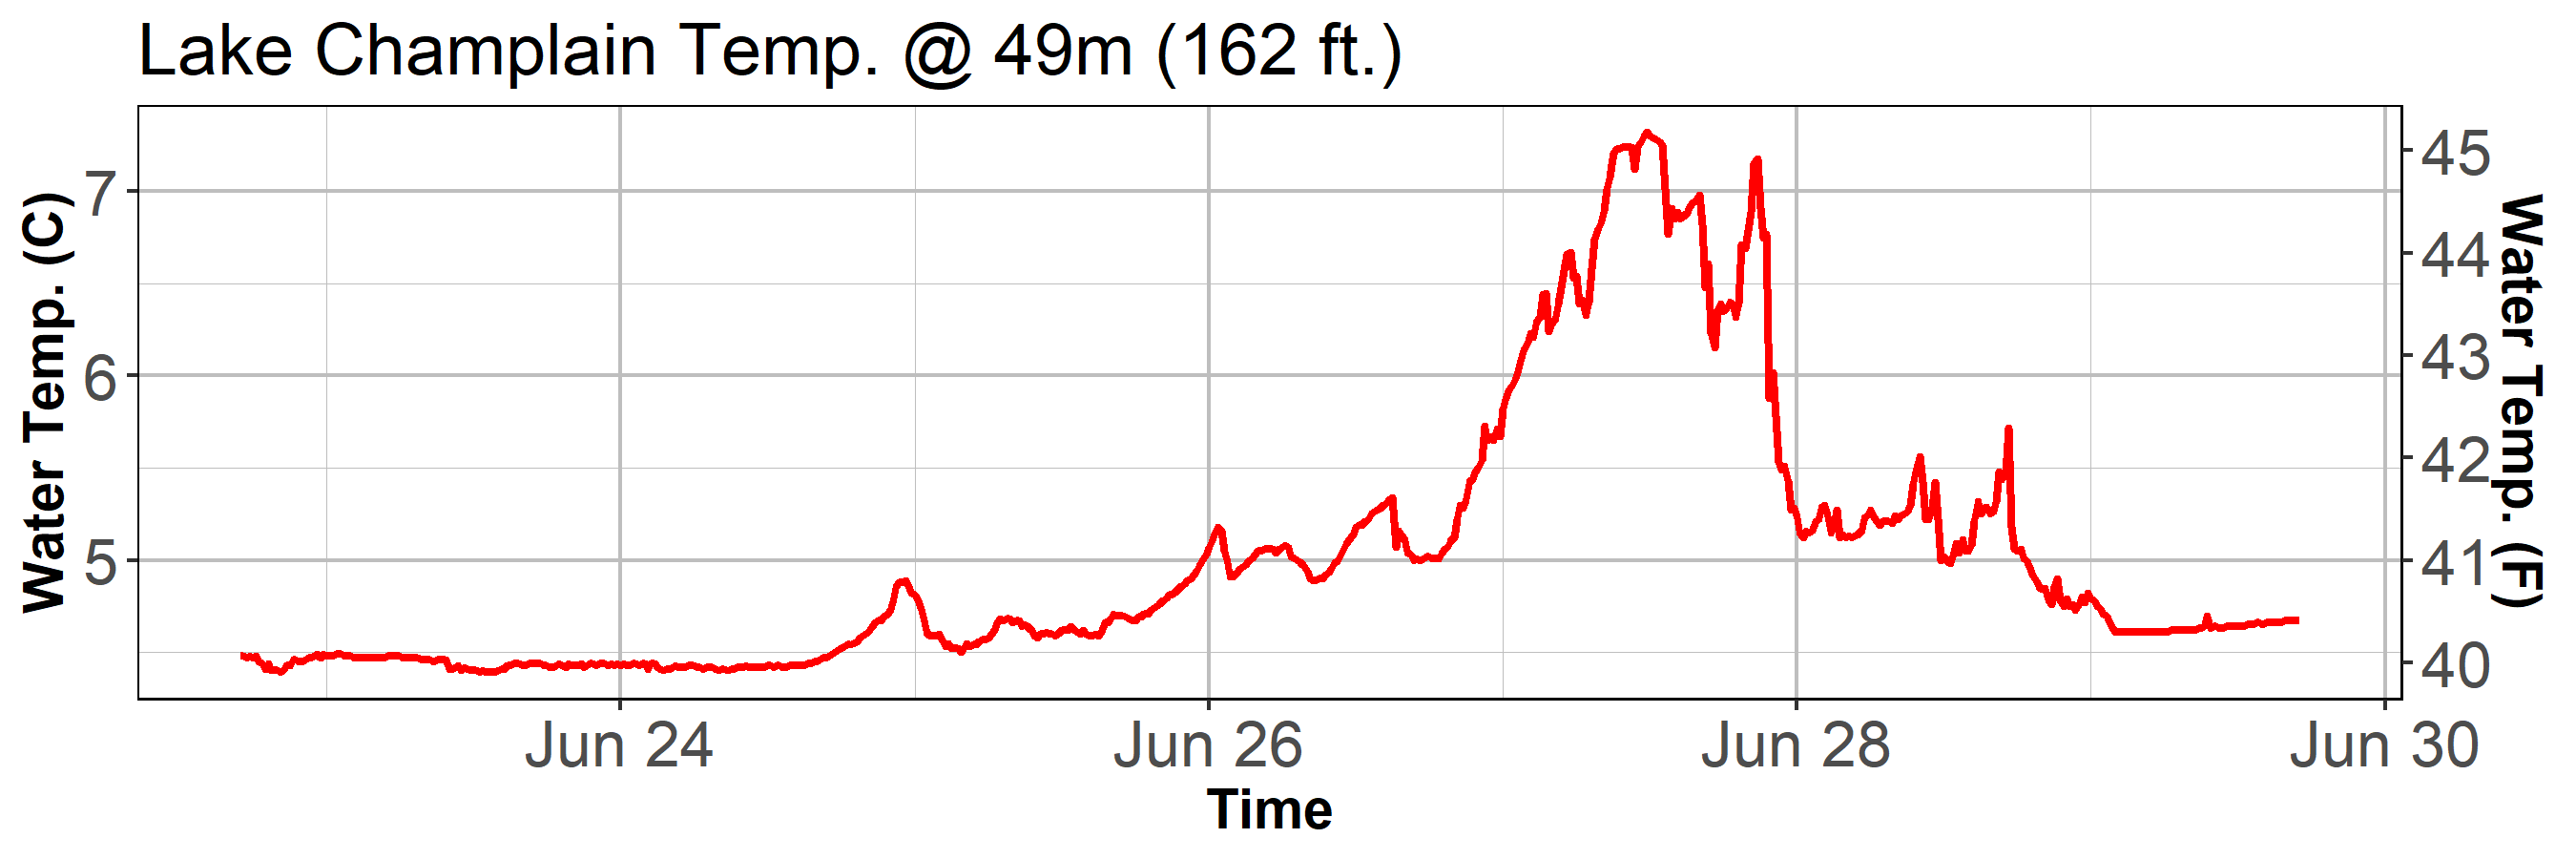 Lake Champlain Temp. @ 49m (162 ft.)
Water Temp. (C)
7
6
5
45
44
43
42
41
40
Water Temp. (F)
Jun 24
Jun 26
Jun 28
Jun 30
Time